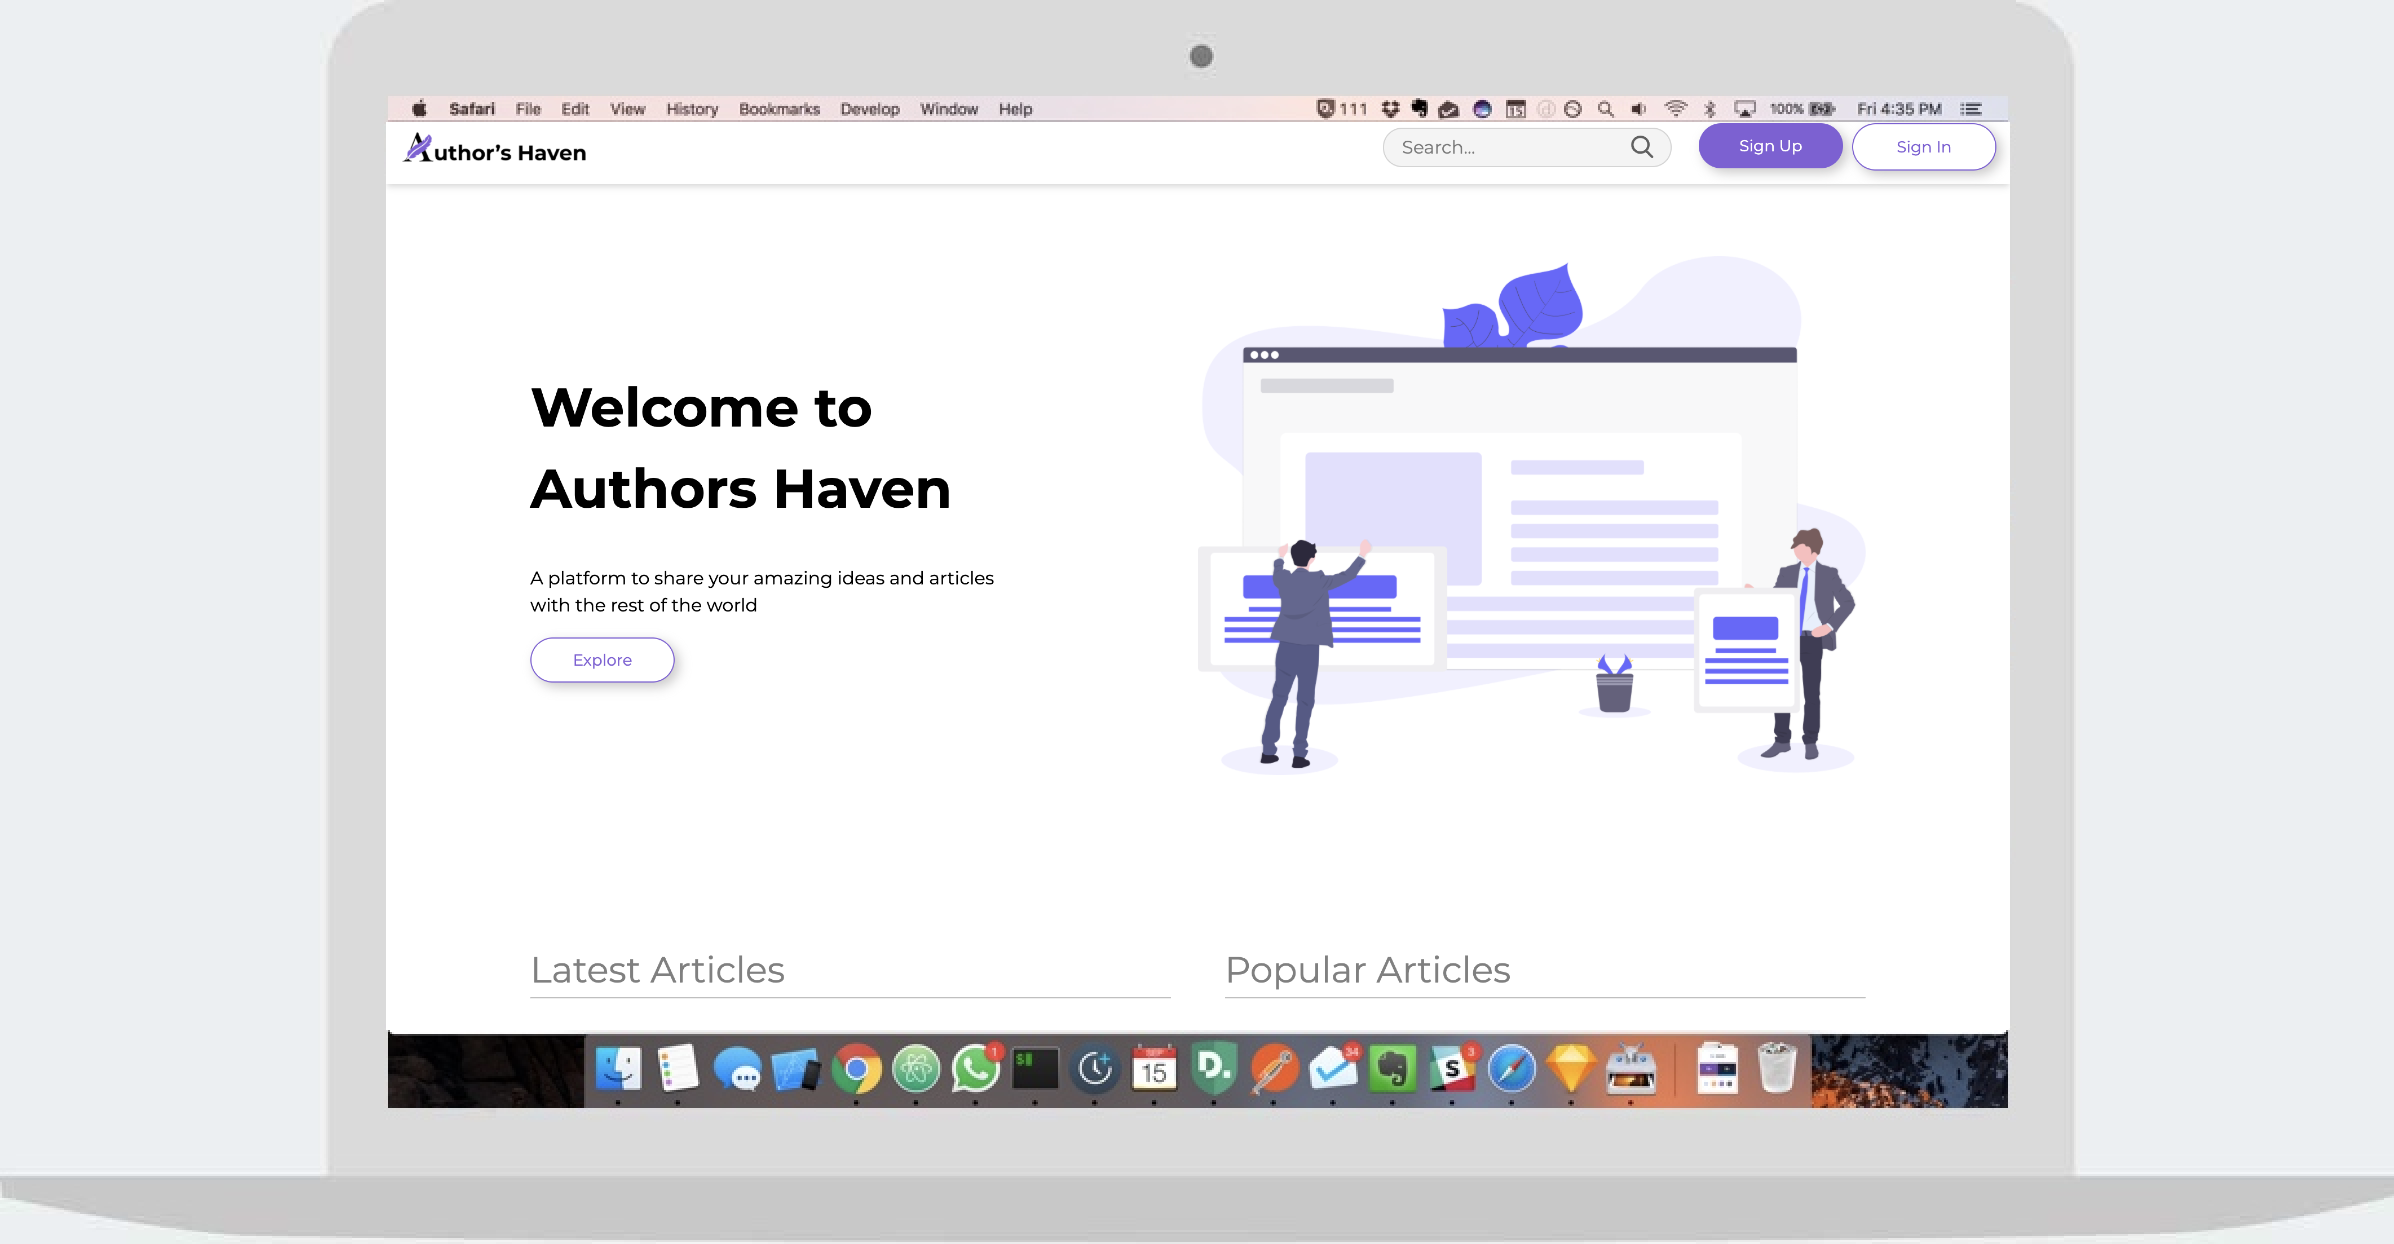 Safari File Edit View History Bookmarks Develop Window Help
111
15
100%
Fri 4:35 PM
Author's Haven
Search...
Sign Up
Sign In
Welcome to
Authors Haven
A platform to share your amazing ideas and articles
with the rest of the world
Explore
Latest Articles
Popular Articles
1
$
SEP
15
D.
34
S
3